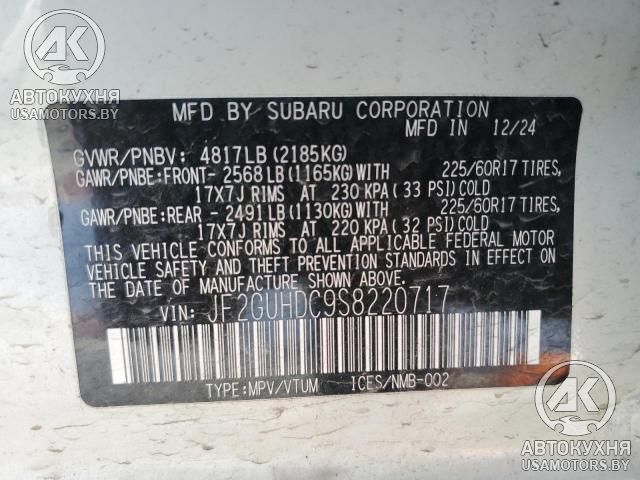 AK
АВТОКУХНЯ
USAMOTORS.BY
MFD BY SUBARU CORPORATION
MFD IN 12/24
GVWR/PNBV: 4817LB (2185KG)
GAWR/PNBE:FRONT- 2568LB (1165KG)WITH 225/60R17 TIRES,
17X7J RIMS AT 230 KPA ( 33 PSI) COLD
GAWR/PNBE:REAR - 2491LB (1130KG)WITH 225/60R17 TIRES,
17X7J RIMS AT 220 KPA ( 32 PSI) COLD
THIS VEHICLE CONFORMS TO ALL APPLICABLE FEDERAL MOTOR
VEHICLE SAFETY AND THEFT PREVENTION STANDARDS IN EFFECT ON
THE DATE OF MANUFACTURE SHOWN ABOVE.
VIN: JF2GUHDC9S8220717
TYPE:MPV/VTUM ICES/NMB-002
AK
АВТОКУХНЯ
USAMOTORS.BY